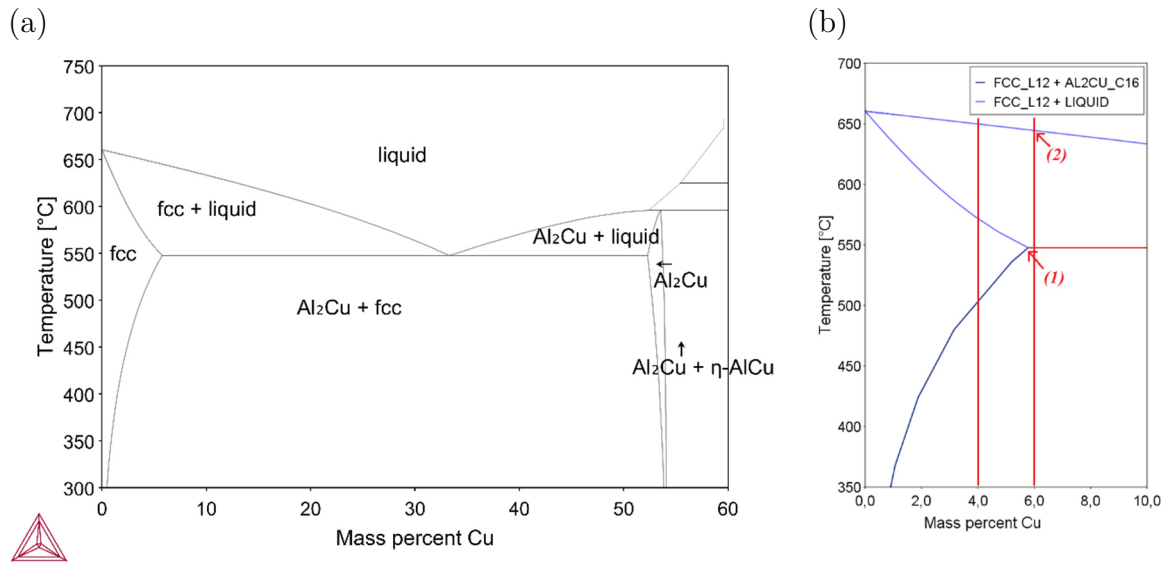 (a)
750
700
650
600
550
500
450
400
350
300
Temperature [°C]
liquid
fcc + liquid
fcc
Al₂Cu + liquid
Al₂Cu
Al₂Cu + fcc
Al₂Cu + η-AlCu
0
10
20
30
40
50
60
Mass percent Cu
(b)
700
650
600
550
500
450
400
350
Temperature [°C]
FCC_L12 + AL2CU_C16
FCC_L12 + LIQUID
(2)
(1)
0,0
2,0
4,0
6,0
8,0
10,0
Mass percent Cu